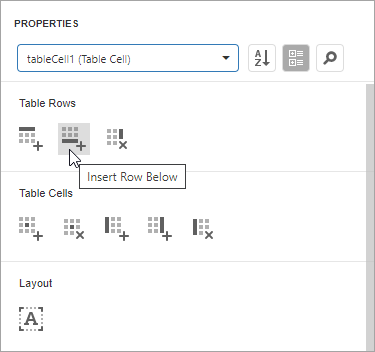 PROPERTIES
tableCell1 (Table Cell)
A
Z
Table Rows
Insert Row Below
Table Cells
Layout
A